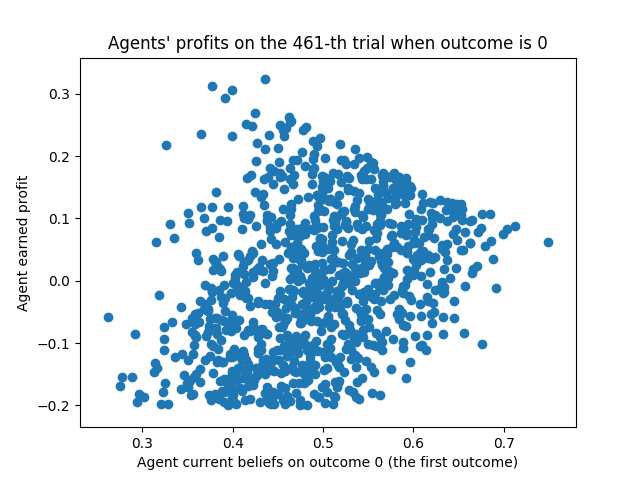 Agents' profits on the 461-th trial when outcome is 0
Agent earned profit
0.3
0.2
0.1
0.0
−0.1
−0.2
0.3 0.4 0.5 0.6 0.7
Agent current beliefs on outcome 0 (the first outcome)